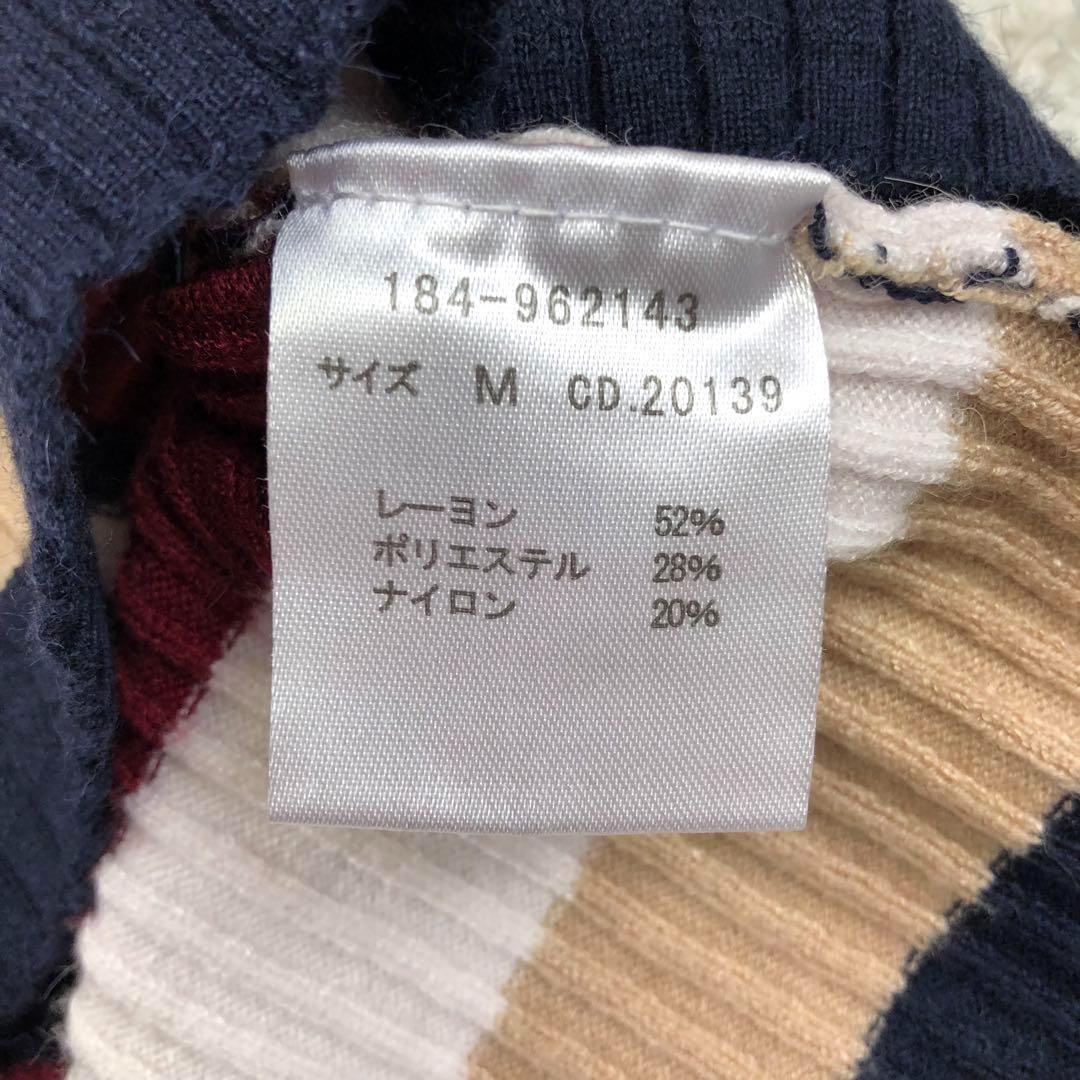 184-962143
サイズ M CD.20139
レーヨン 52%
ポリエステル 28%
ナイロン 20%